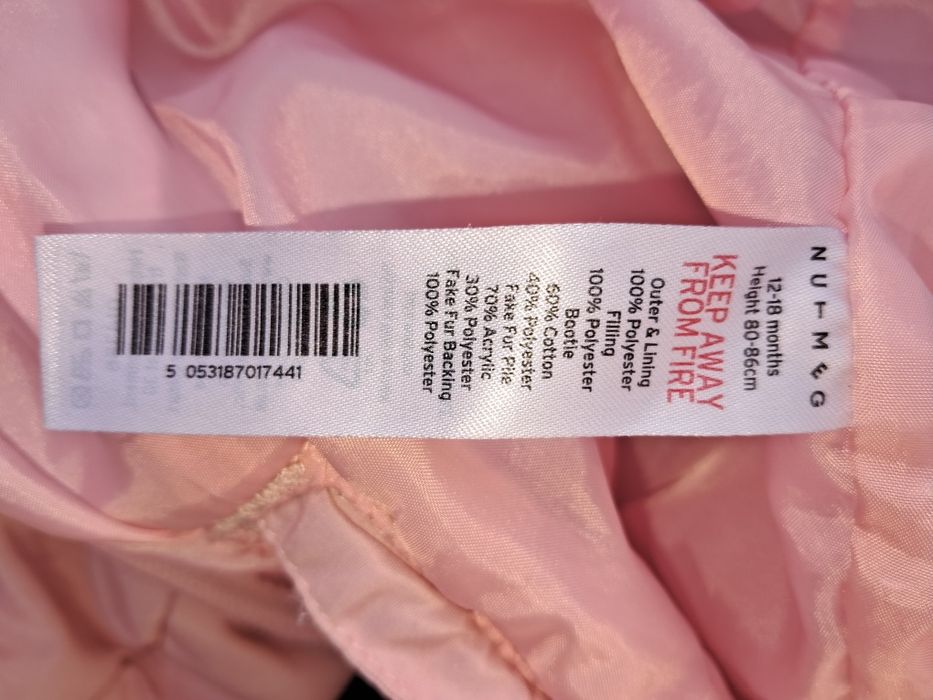 NUTMEG
12-18 months
Height 80-86cm
KEEP AWAY
FROM FIRE
Outer & Lining
100% Polyester
Filling
100% Polyester
Bootie
60% Cotton
40% Polyester
Fake Fur Pile
70% Acrylic
30% Polyester
Fake Fur Backing
100% Polyester
5 053187017441